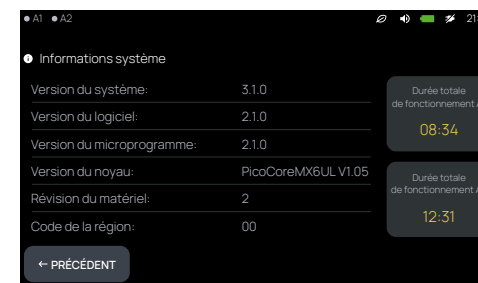 A1 A2 21:
Informations système
Version du système: 3.1.0
Version du logiciel: 2.1.0
Version du microprogramme: 2.1.0
Version du noyau: PicoCoreMX6UL V1.05
Révision du matériel: 2
Code de la région: 00
← PRÉCÉDENT
Durée totale
de fonctionnement
08:34
Durée totale
de fonctionnement
12:31